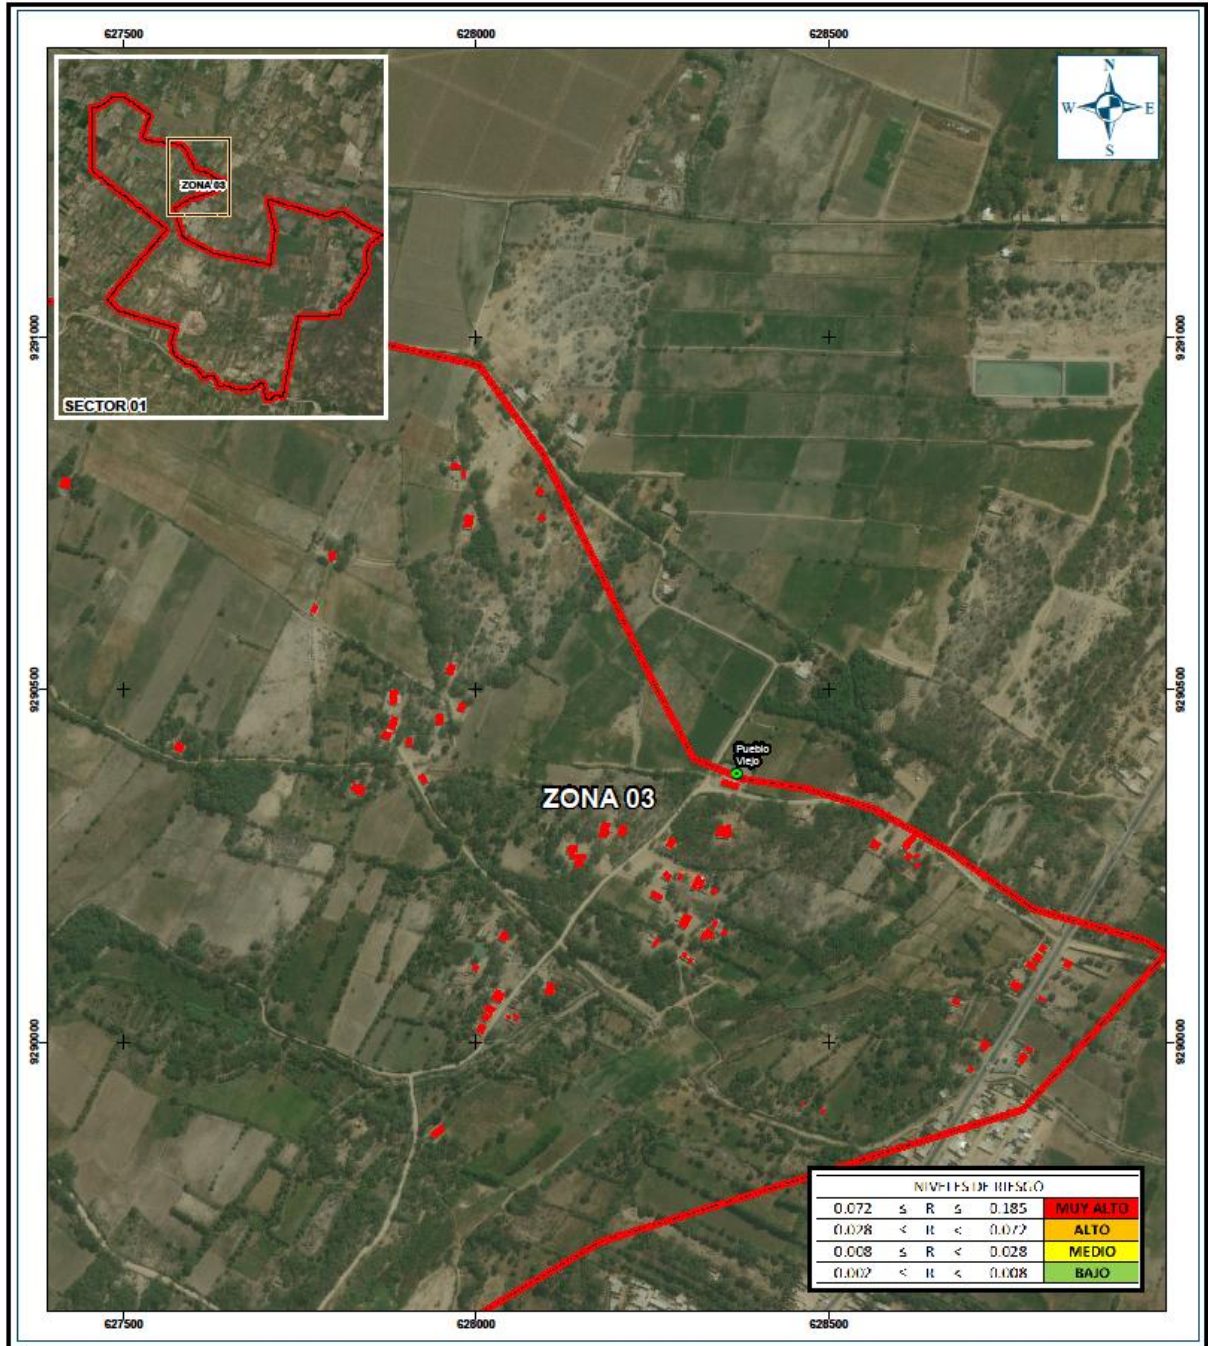 627500
628000
628500
N
W
E
S
ZONA 03
SECTOR 01
9291000
9291000
9290500
9290500
Pueblo
Viejo
ZONA 03
9290000
9290000
NIVELES DE RIESGO
0.072 ≤ R ≤ 0.185 MUY ALTO
0.028 < R < 0.072 ALTO
0.008 ≤ R < 0.028 MEDIO
0.002 < R < 0.008 BAJO
627500
628000
628500